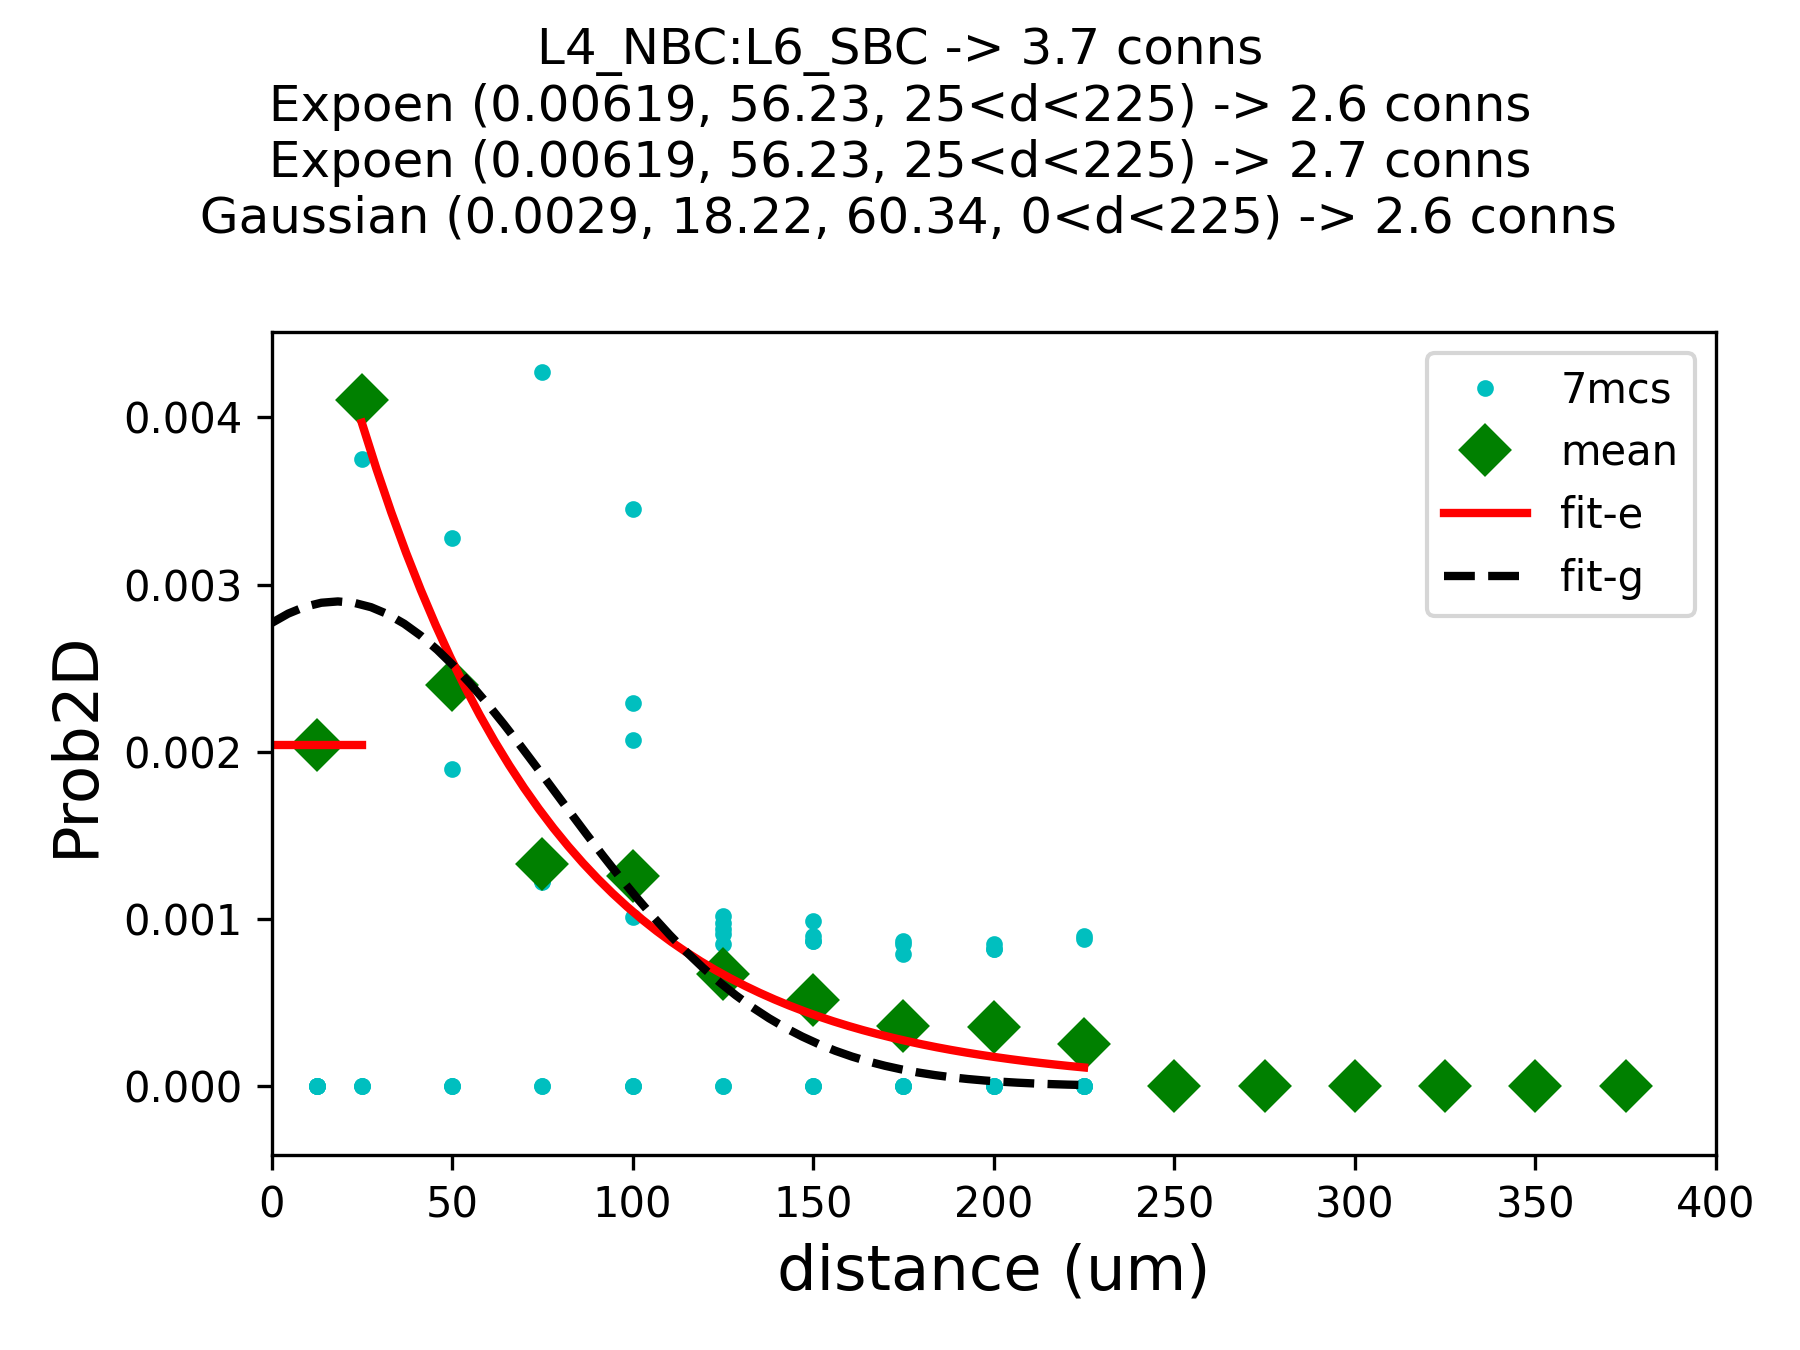 L4_NBC:L6_SBC -> 3.7 conns
Expoen (0.00619, 56.23, 25<d<225) -> 2.6 conns
Expoen (0.00619, 56.23, 25<d<225) -> 2.7 conns
Gaussian (0.0029, 18.22, 60.34, 0<d<225) -> 2.6 conns
7mcs
mean
fit-e
fit-g
Prob2D
0.004
0.003
0.002
0.001
0.000
0 50 100 150 200 250 300 350 400
distance (um)